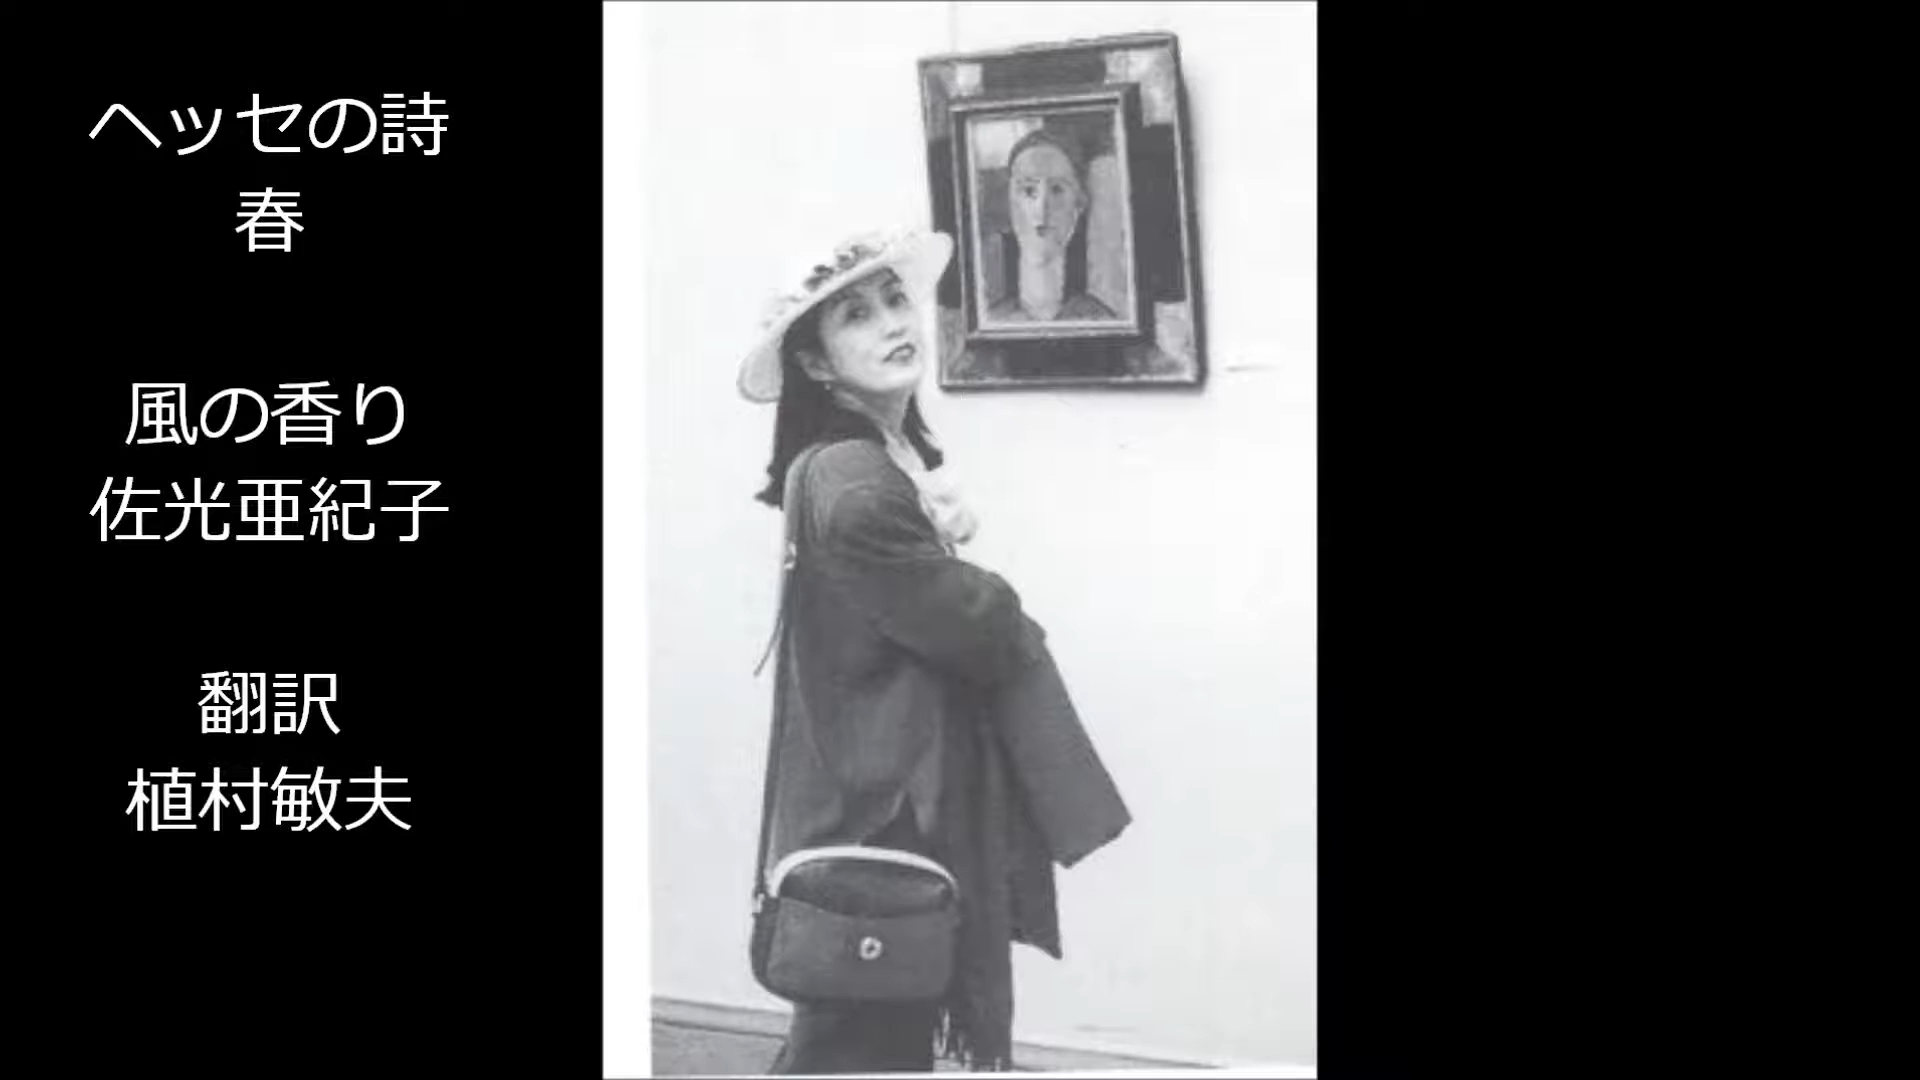 ヘッセの詩
春
風の香り
佐光亜紀子
翻訳
植村敏夫